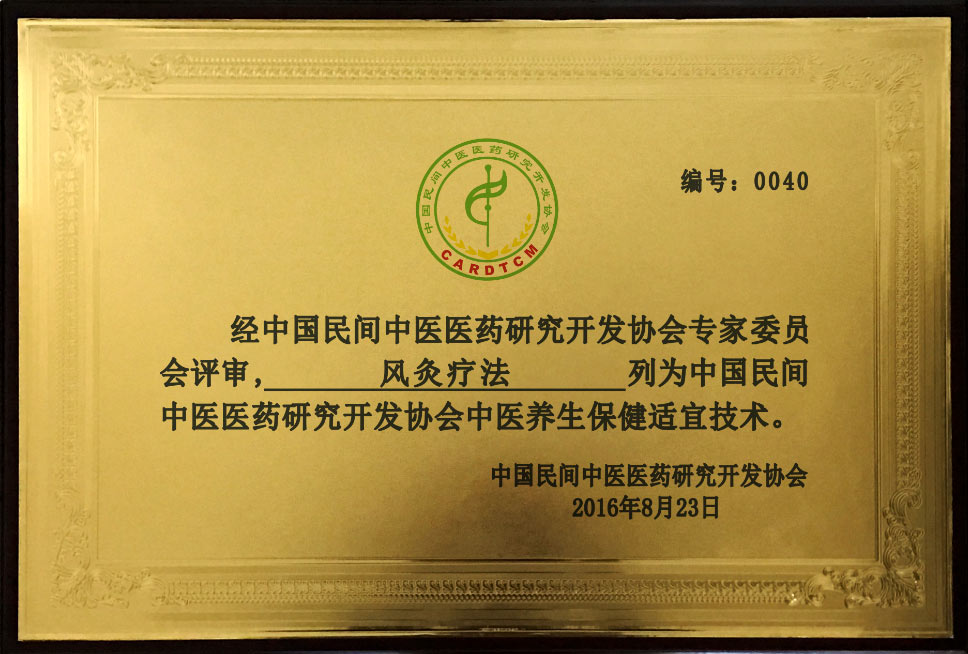 编号：0040
中国民间中医医药研究开发协会
CARDTCM
经中国民间中医医药研究开发协会专家委员
会评审，风灸疗法列为中国民间
中医医药研究开发协会中医养生保健适宜技术。
中国民间中医医药研究开发协会
2016年8月23日